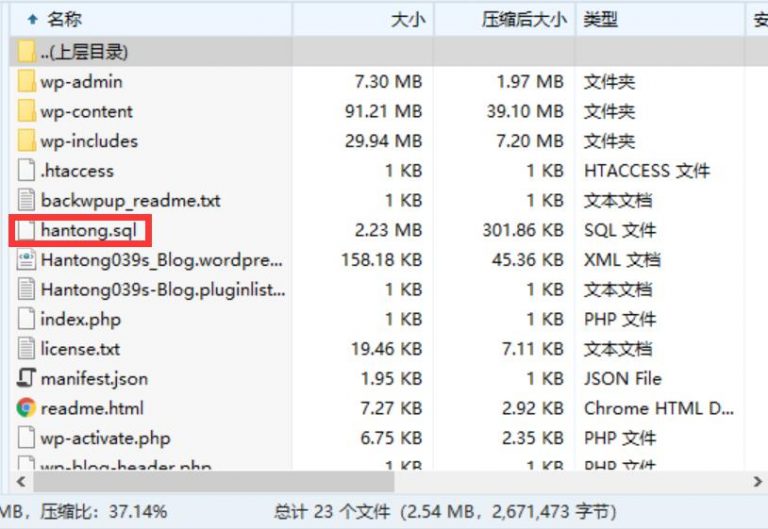 名称 大小 压缩后大小 类型 安
..(上层目录)
wp-admin 7.30 MB 1.97 MB 文件夹
wp-content 91.21 MB 39.10 MB 文件夹
wp-includes 29.94 MB 7.20 MB 文件夹
.htaccess 1 KB 1 KB HTACCESS 文件
backwpup_readme.txt 1 KB 1 KB 文本文档
hantong.sql 2.23 MB 301.86 KB SQL 文件
Hantong039s_Blog.wordpre... 158.18 KB 45.36 KB XML 文档
Hantong039s-Blog.pluginlist... 1 KB 1 KB 文本文档
index.php 1 KB 1 KB PHP 文件
license.txt 19.46 KB 7.11 KB 文本文档
manifest.json 1.95 KB 1 KB JSON File
readme.html 7.27 KB 2.92 KB Chrome HTML D...
wp-activate.php 6.75 KB 2.35 KB PHP 文件
wp-blog-header.php 1 KB 1 KB PHP 文件
MB，压缩比：37.14% 总计 23 个文件（2.54 MB，2,671,473 字节）